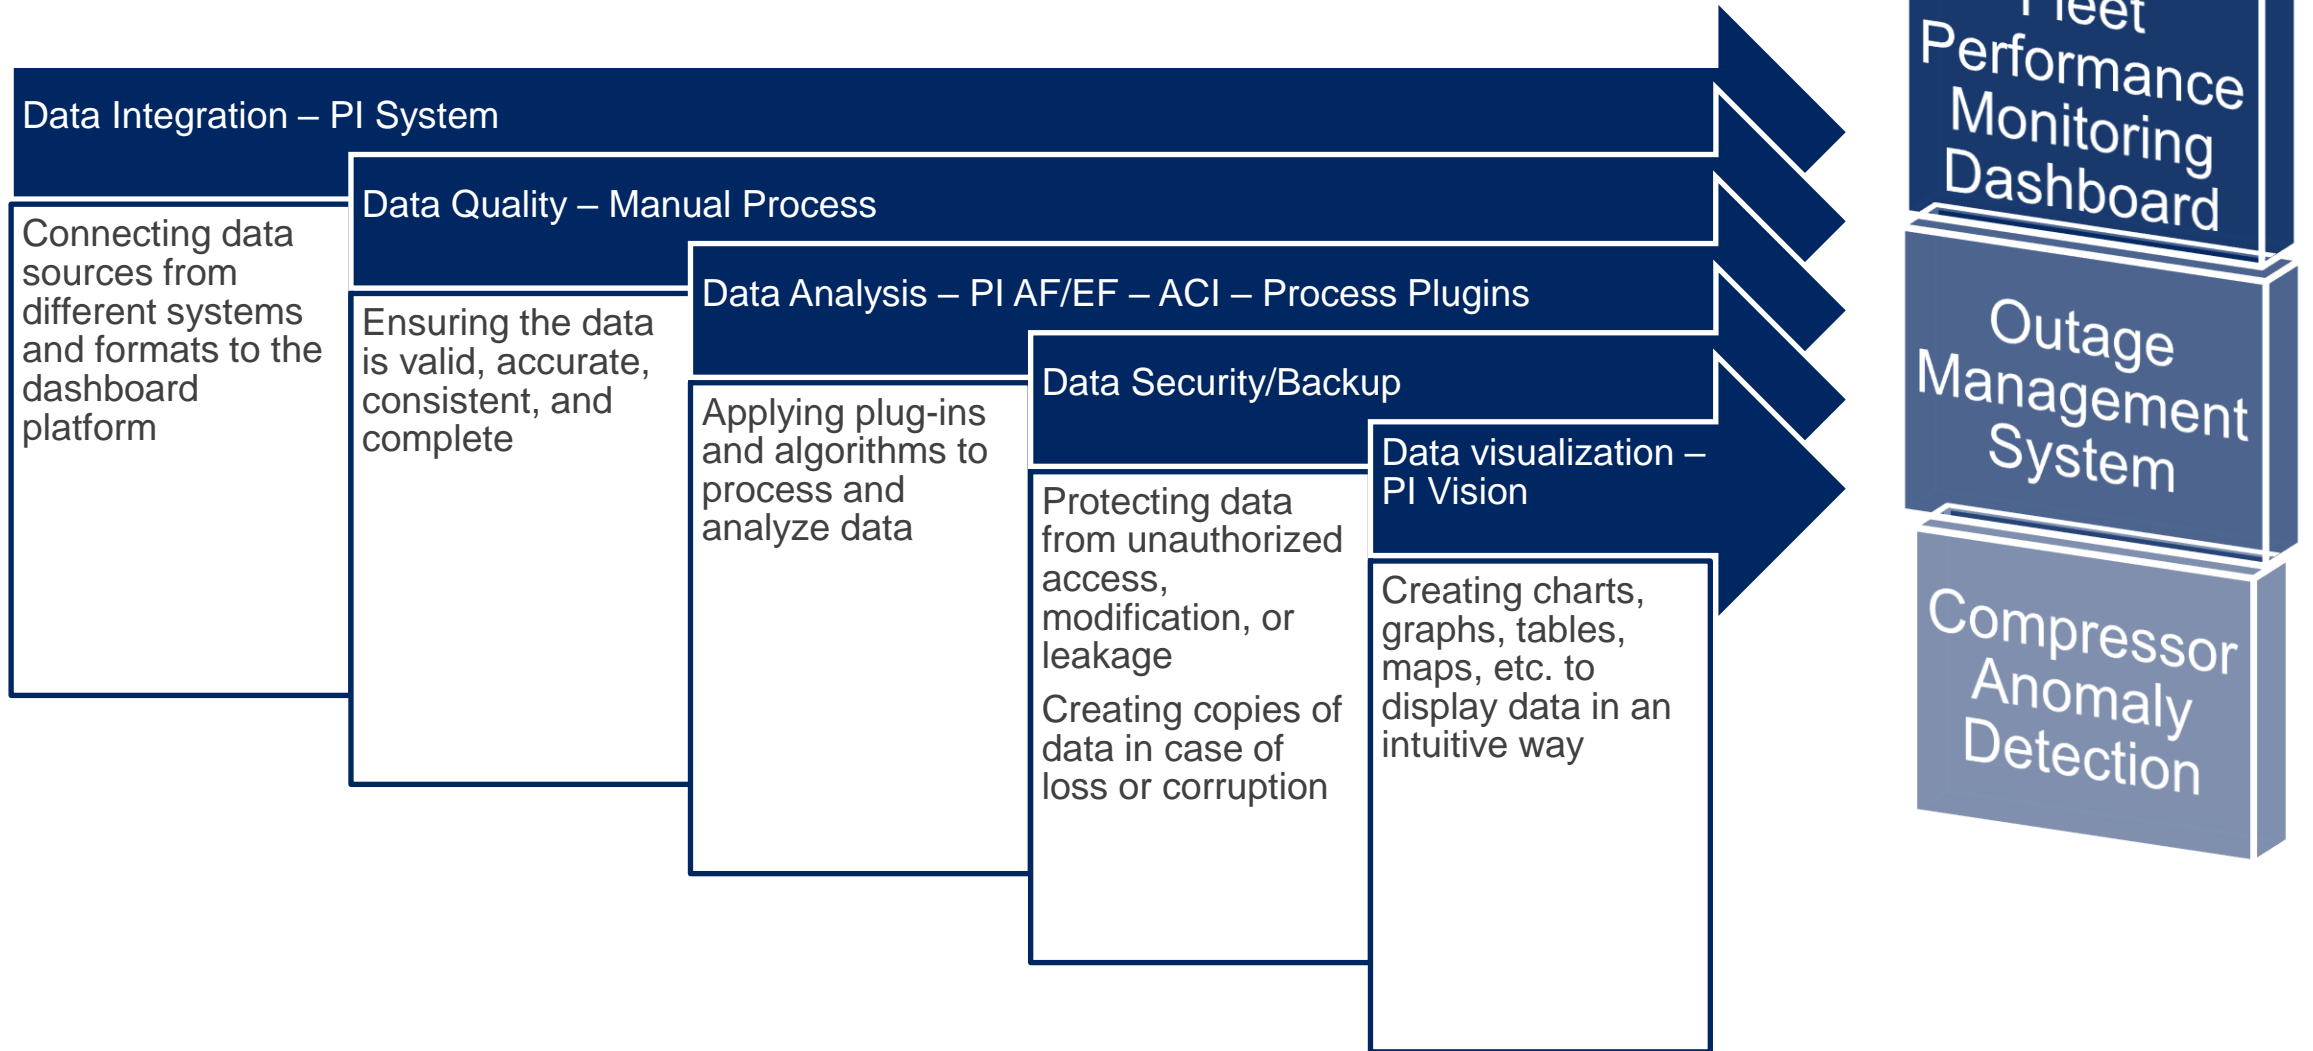 Data Integration – PI System
Connecting data
sources from
different systems
and formats to the
dashboard
platform
Data Quality – Manual Process
Ensuring the data
is valid, accurate,
consistent, and
complete
Data Analysis – PI AF/EF – ACI – Process Plugins
Applying plug-ins
and algorithms to
process and
analyze data
Data Security/Backup
Protecting data
from unauthorized
access,
modification, or
leakage
Creating copies of
data in case of
loss or corruption
Data visualization –
PI Vision
Creating charts,
graphs, tables,
maps, etc. to
display data in an
intuitive way
Fleet
Performance
Monitoring
Dashboard
Outage
Management
System
Compressor
Anomaly
Detection